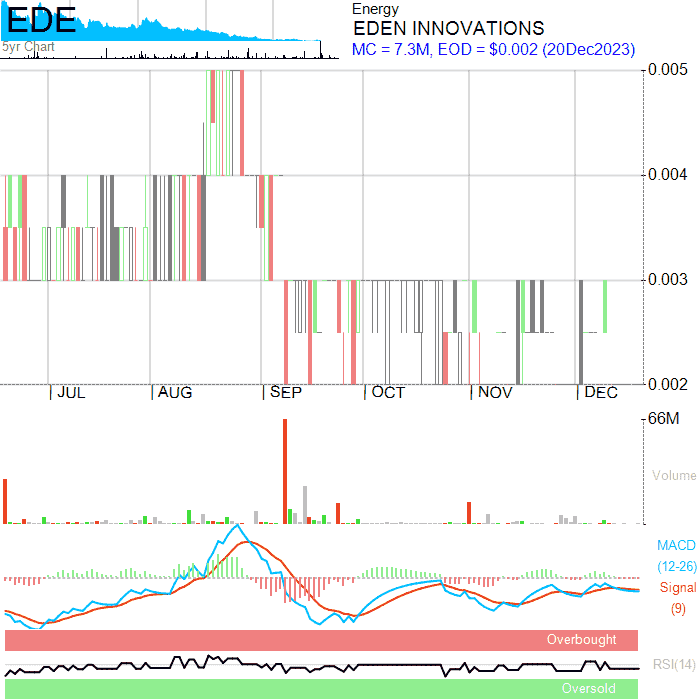 EDE
5yr Chart
Energy
EDEN INNOVATIONS
MC = 7.3M, EOD = $0.002 (20Dec2023)
0.005
0.004
0.003
0.002
JUL
AUG
SEP
OCT
NOV
DEC
66M
Volume
MACD
(12-26)
Signal
(9)
Overbought
RSI(14)
Oversold